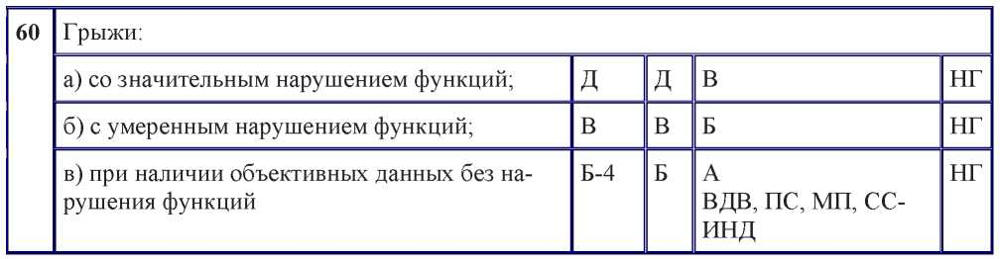 60 Грыжи:
а) со значительным нарушением функций; Д Д В НГ
б) с умеренным нарушением функций; В В Б НГ
в) при наличии объективных данных без на- Б-4 Б А НГ
рушения функций ВДВ, ПС, МП, СС-
ИНД